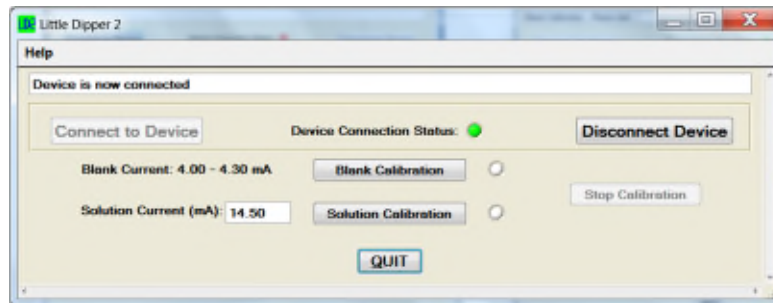 LD2 Little Dipper 2
Help
Device is now connected
Connect to Device Device Connection Status: Disconnect Device
Blank Current: 4.00 - 4.30 mA Blank Calibration
Stop Calibration
Solution Current (mA): 14.50 Solution Calibration
QUIT